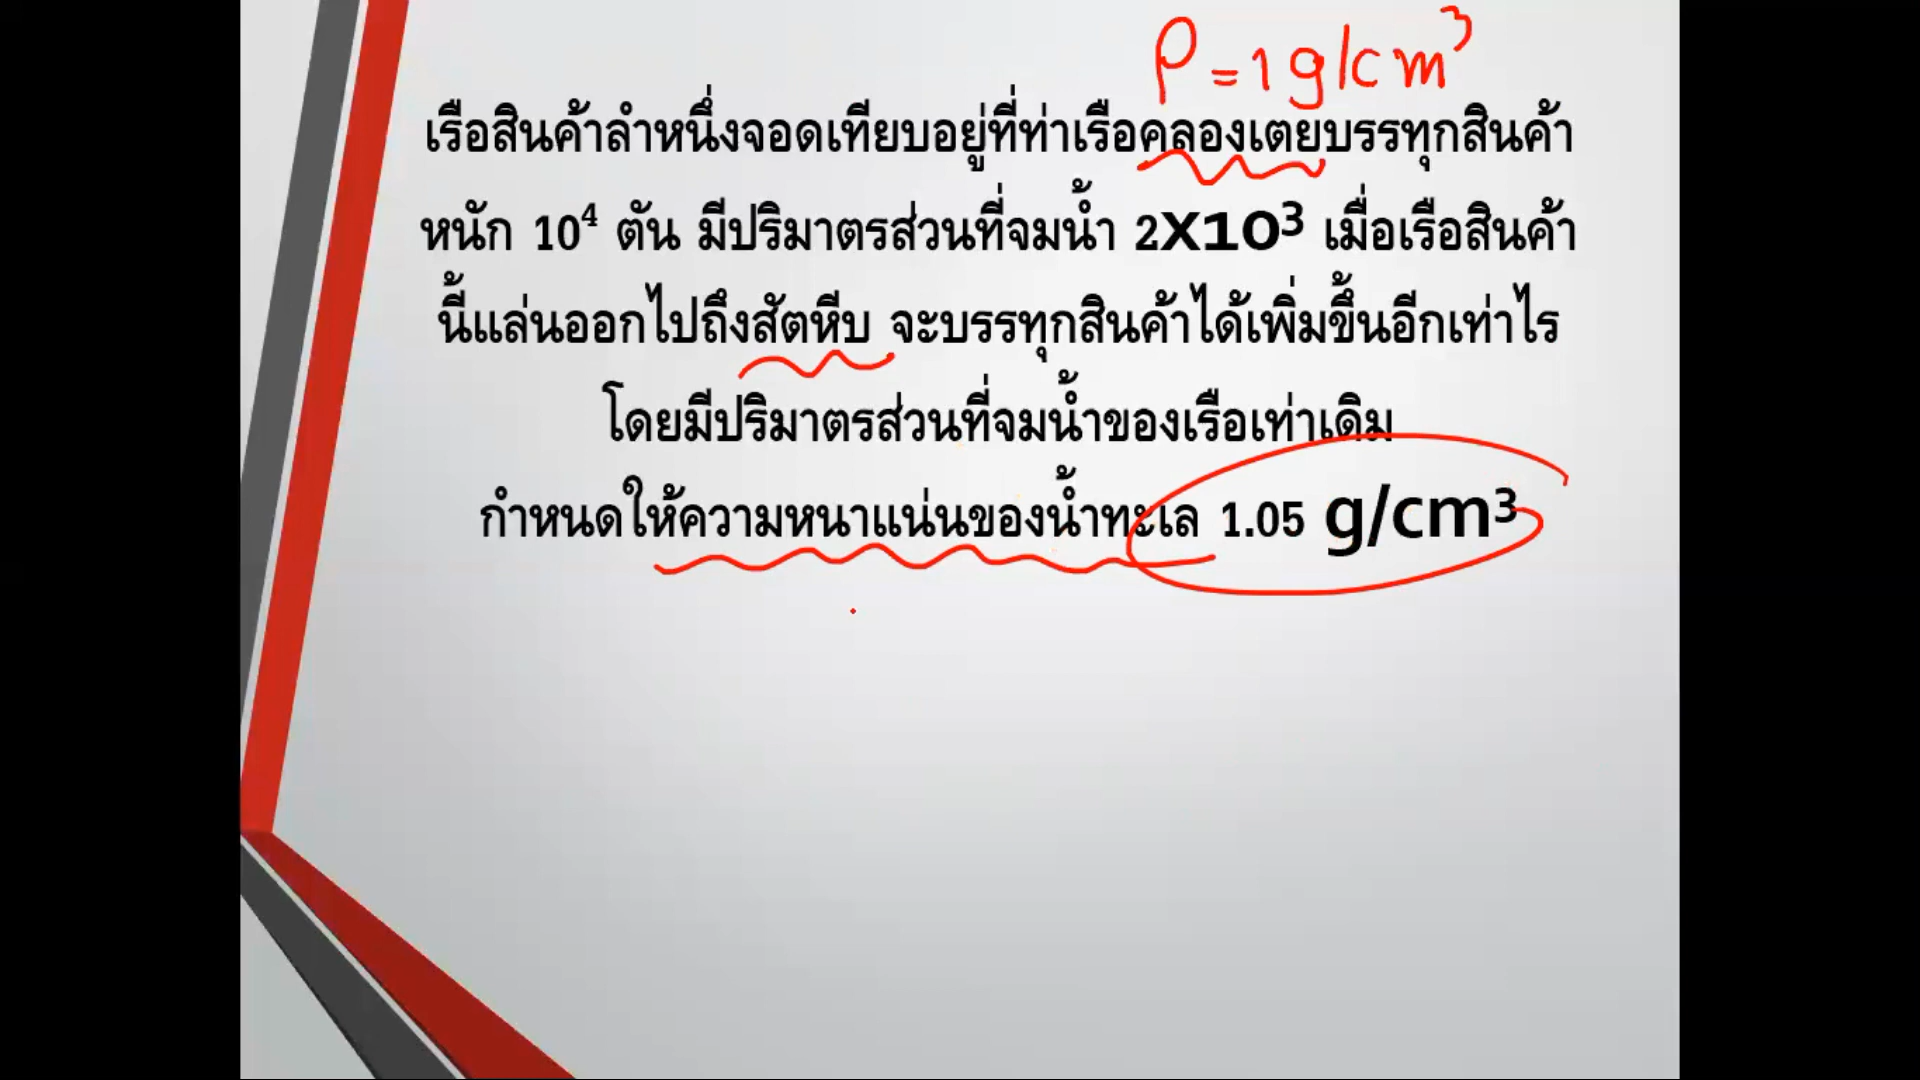 ρ = 1 g/cm³
เรือสินค้าลำหนึ่งจอดเทียบอยู่ที่ท่าเรือคลองเตยบรรทุกสินค้า
หนัก 10⁴ ตัน มีปริมาตรส่วนที่จมน้ำ 2X10³ เมื่อเรือสินค้า
นี้แล่นออกไปถึงสัตหีบ จะบรรทุกสินค้าได้เพิ่มขึ้นอีกเท่าไร
โดยมีปริมาตรส่วนที่จมน้ำของเรือเท่าเดิม
กำหนดให้ความหนาแน่นของน้ำทะเล 1.05 g/cm³